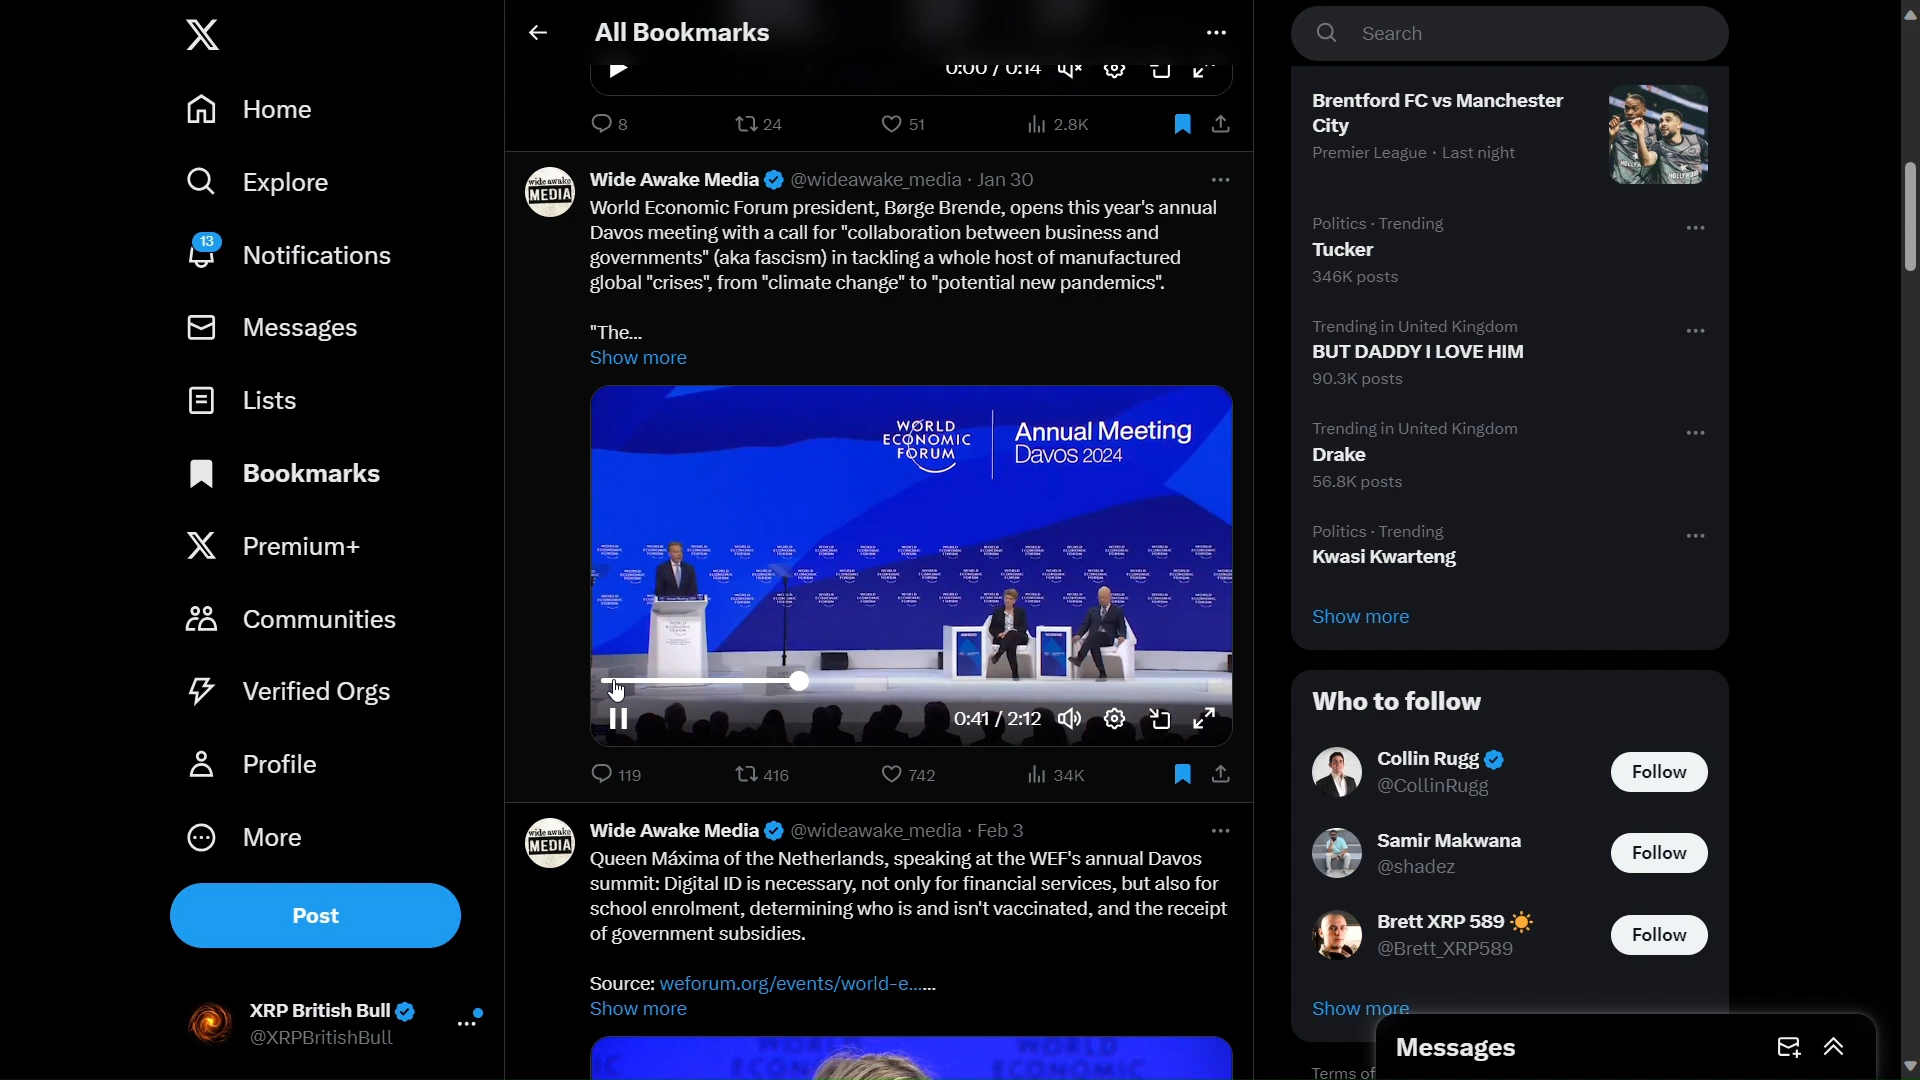 Home
Explore
13
Notifications
Messages
Lists
Bookmarks
Premium+
Communities
Verified Orgs
Profile
More
Post
XRP British Bull
@XRPBritishBull
All Bookmarks
0:00 / 0:14
8
24
51
2.8K
wide awake
MEDIA
Wide Awake Media @wideawake_media · Jan 30
World Economic Forum president, Børge Brende, opens this year's annual
Davos meeting with a call for "collaboration between business and
governments" (aka fascism) in tackling a whole host of manufactured
global "crises", from "climate change" to "potential new pandemics".
"The...
Show more
WORLD
ECONOMIC
FORUM
Annual Meeting
Davos 2024
0:41 / 2:12
119
416
742
34K
wide awake
MEDIA
Wide Awake Media @wideawake_media · Feb 3
Queen Máxima of the Netherlands, speaking at the WEF's annual Davos
summit: Digital ID is necessary, not only for financial services, but also for
school enrolment, determining who is and isn't vaccinated, and the receipt
of government subsidies.
Source: weforum.org/events/world-e......
Show more
Search
Brentford FC vs Manchester
City
Premier League · Last night
Politics · Trending
Tucker
346K posts
Trending in United Kingdom
BUT DADDY I LOVE HIM
90.3K posts
Trending in United Kingdom
Drake
56.8K posts
Politics · Trending
Kwasi Kwarteng
Show more
Who to follow
Collin Rugg
@CollinRugg
Follow
Samir Makwana
@shadez
Follow
Brett XRP 589
@Brett_XRP589
Follow
Show more
Messages
Terms of